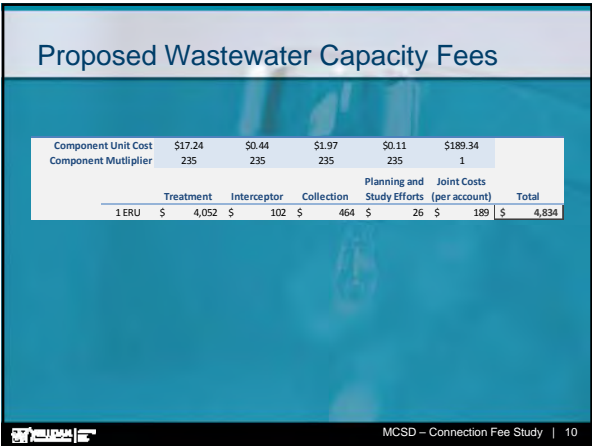 Proposed Wastewater Capacity Fees
Component Unit Cost $17.24 $0.44 $1.97 $0.11 $189.34
Component Mutliplier 235 235 235 235 1
Planning and Joint Costs
Treatment Interceptor Collection Study Efforts (per account) Total
1 ERU $ 4,052 $ 102 $ 464 $ 26 $ 189 $ 4,834
MCSD – Connection Fee Study | 10